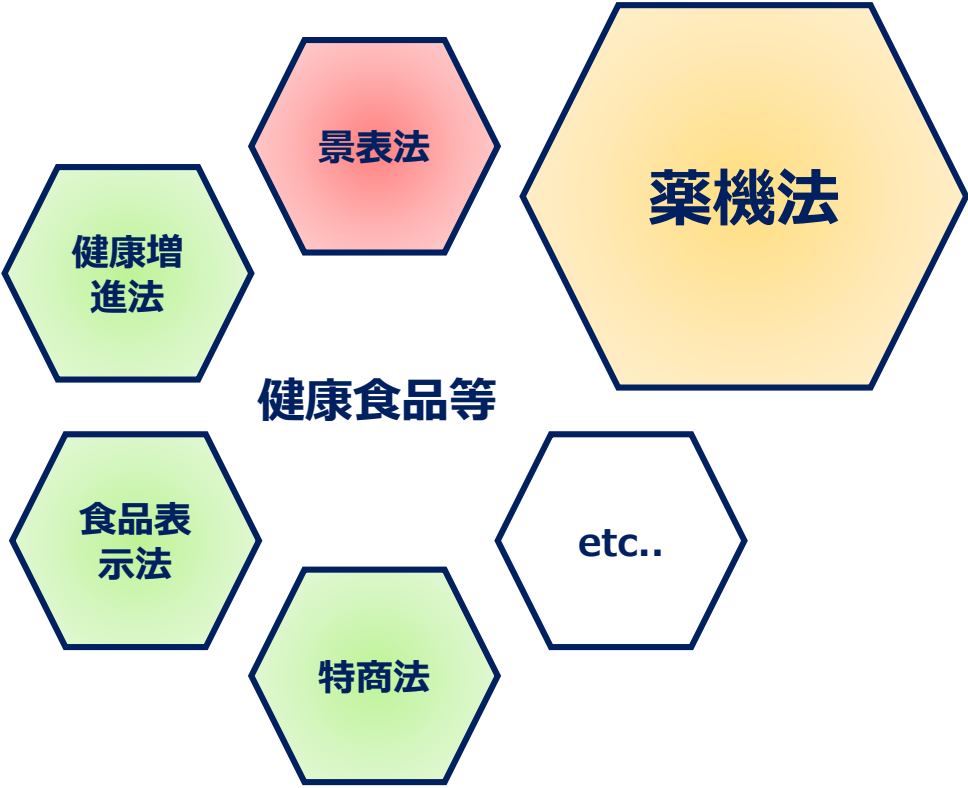 景表法
薬機法
健康増
進法
健康食品等
食品表
示法
etc..
特商法